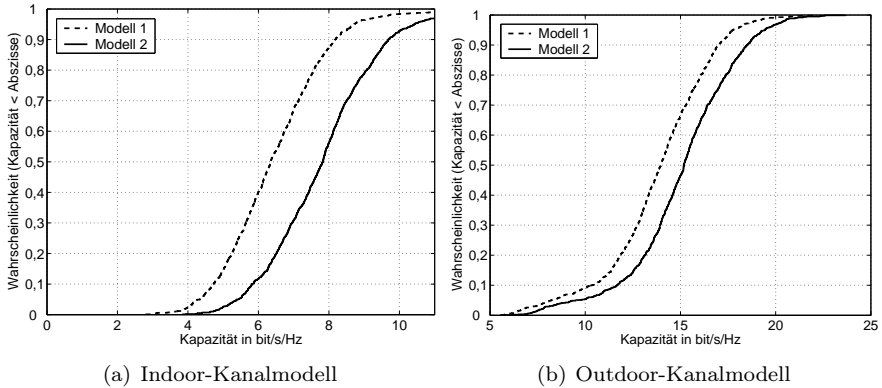 1
0,9
0,8
0,7
0,6
0,5
0,4
0,3
0,2
0,1
0
Wahrscheinlichkeit (Kapazität < Abszisse)
Modell 1
Modell 2
0 2 4 6 8 10
Kapazität in bit/s/Hz
(a) Indoor-Kanalmodell
1
0,9
0,8
0,7
0,6
0,5
0,4
0,3
0,2
0,1
0
Wahrscheinlichkeit (Kapazität < Abszisse)
Modell 1
Modell 2
5 10 15 20 25
Kapazität in bit/s/Hz
(b) Outdoor-Kanalmodell